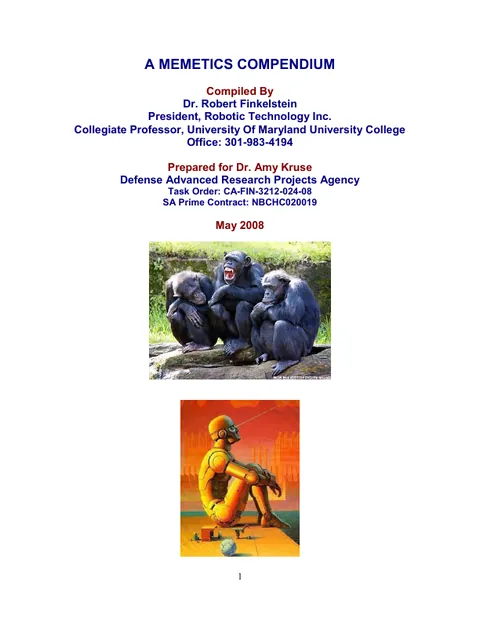 A MEMETICS COMPENDIUM
Compiled By
Dr. Robert Finkelstein
President, Robotic Technology Inc.
Collegiate Professor, University Of Maryland University College
Office: 301-983-4194
Prepared for Dr. Amy Kruse
Defense Advanced Research Projects Agency
Task Order: CA-FIN-3212-024-08
SA Prime Contract: NBCHC020019
May 2008
1